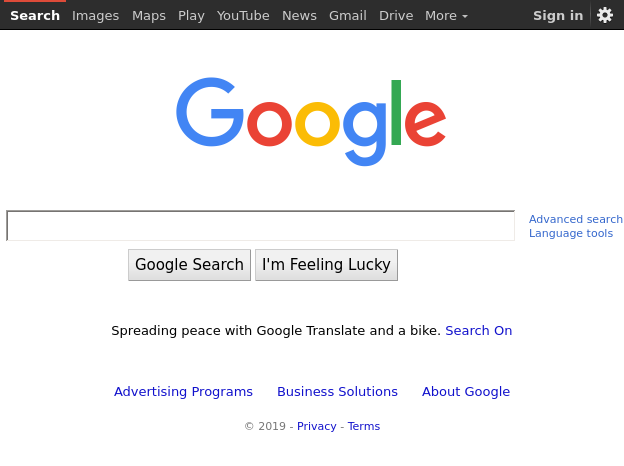 Search Images Maps Play YouTube News Gmail Drive More Sign in
Google
Advanced search
Language tools
Google Search I'm Feeling Lucky
Spreading peace with Google Translate and a bike. Search On
Advertising Programs Business Solutions About Google
© 2019 - Privacy - Terms